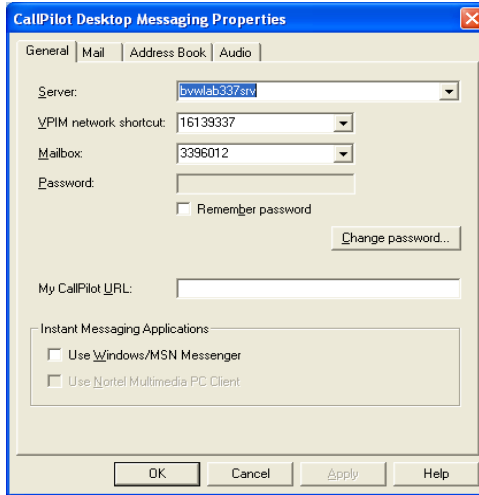 CallPilot Desktop Messaging Properties
General Mail Address Book Audio
Server: bvwlab337srv
VPIM network shortcut: 16139337
Mailbox: 3396012
Password:
Remember password
Change password...
My CallPilot URL:
Instant Messaging Applications
Use Windows/MSN Messenger
Use Nortel Multimedia PC Client
OK Cancel Apply Help